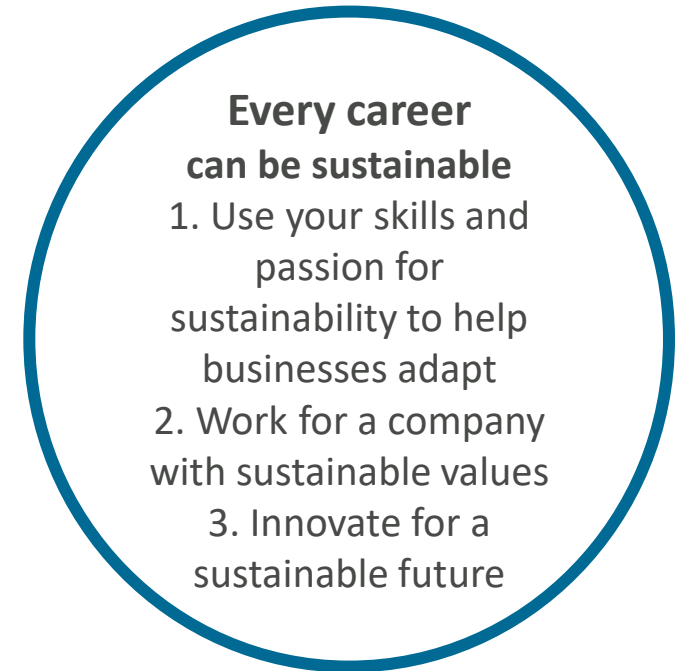 Every career
can be sustainable
1. Use your skills and
passion for
sustainability to help
businesses adapt
2. Work for a company
with sustainable values
3. Innovate for a
sustainable future